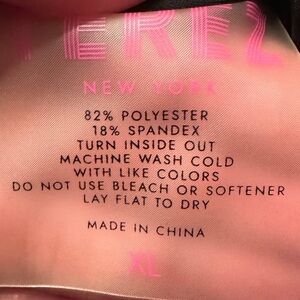 TEREZ
NEW YORK
82% POLYESTER
18% SPANDEX
TURN INSIDE OUT
MACHINE WASH COLD
WITH LIKE COLORS
DO NOT USE BLEACH OR SOFTENER
LAY FLAT TO DRY
MADE IN CHINA
XL